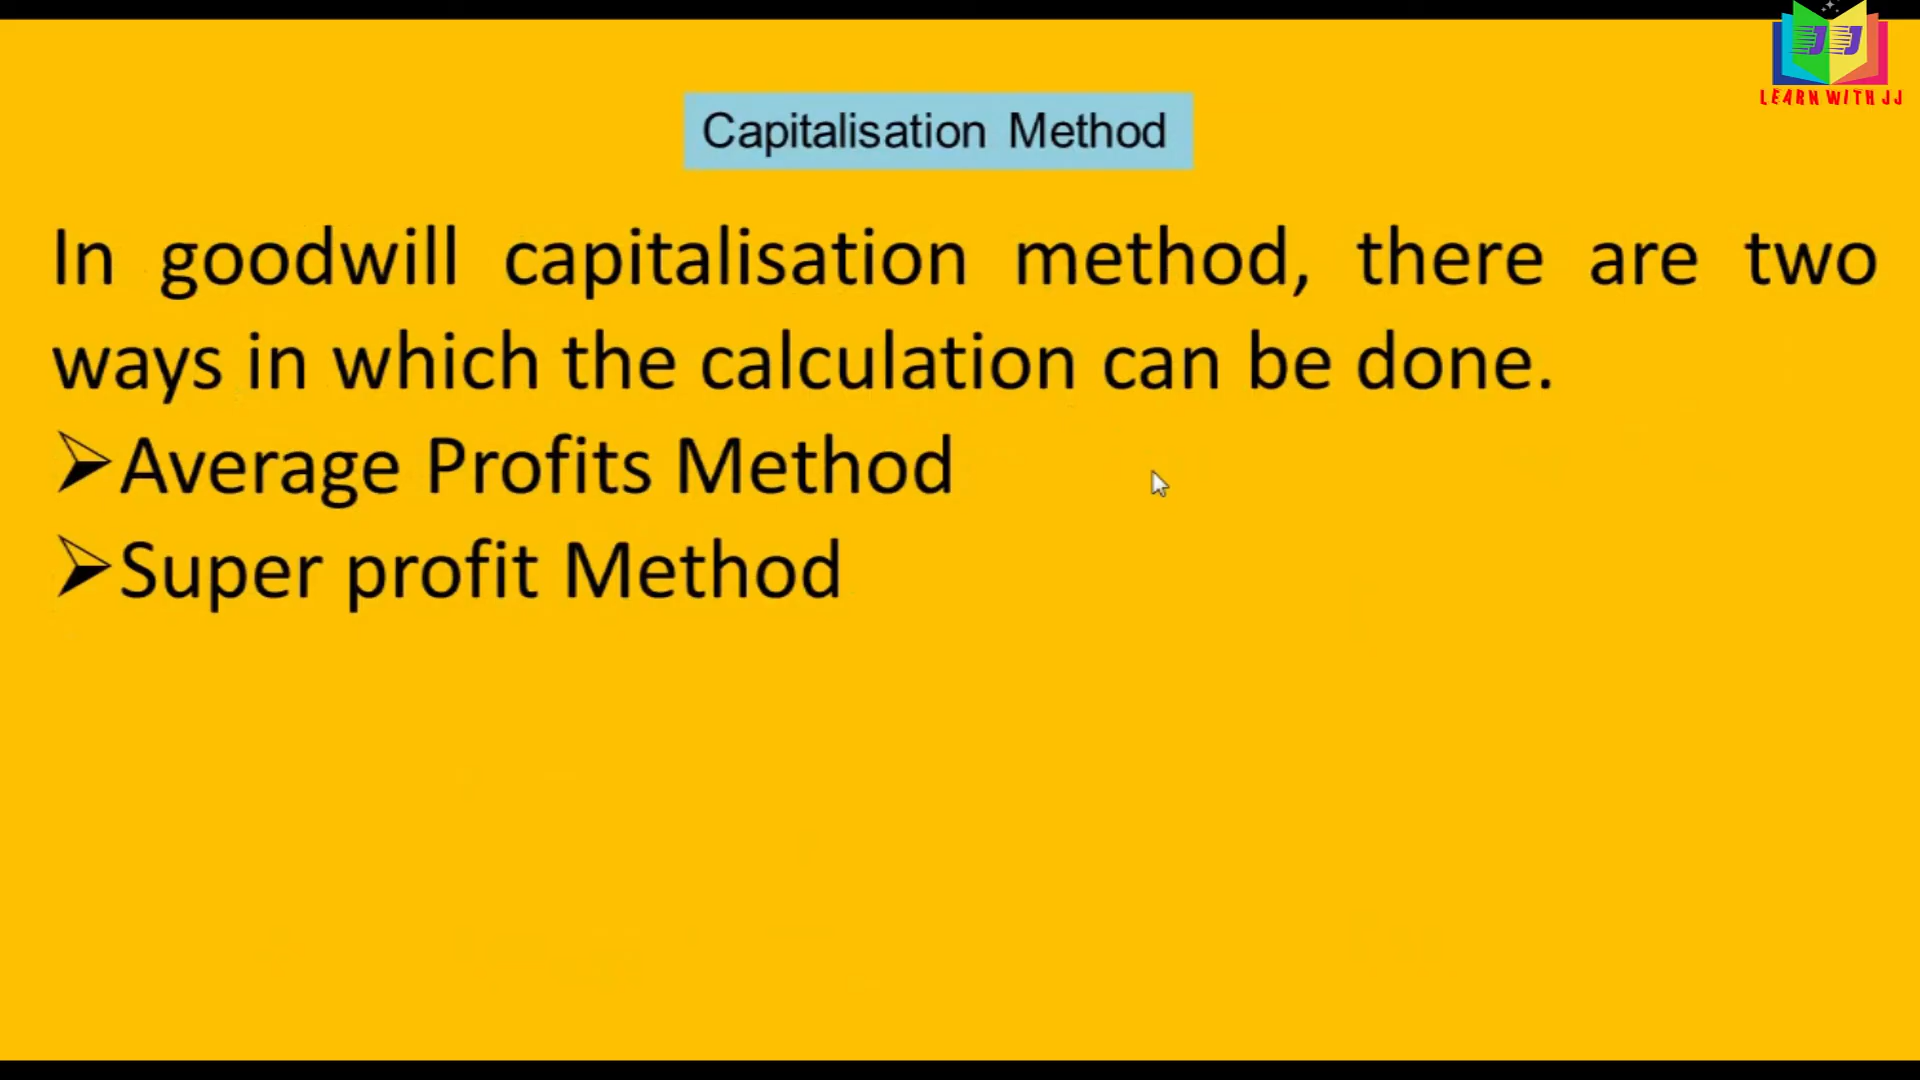 LEARN WITH JJ
Capitalisation Method
In goodwill capitalisation method, there are two
ways in which the calculation can be done.
➢Average Profits Method
➢Super profit Method